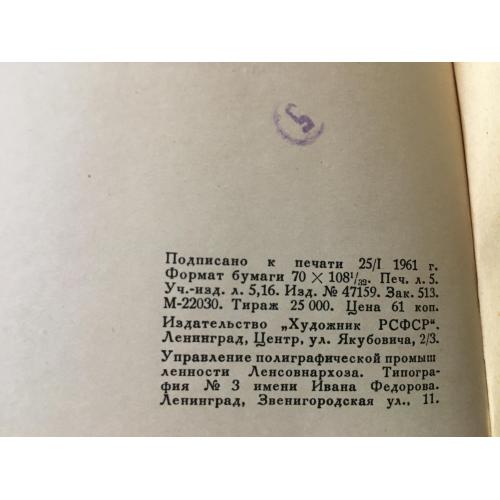 5
Подписано к печати 25/I 1961 г.
Формат бумаги 70 × 108¹/₃₂. Печ. л. 5.
Уч.-изд. л. 5,16. Изд. № 47159. Зак. 513.
М-22030. Тираж 25 000. Цена 61 коп.
Издательство „Художник РСФСР“.
Ленинград, Центр, ул. Якубовича, 2/3.
Управление полиграфической промыш
ленности Ленсовнархоза. Типогра-
фия № 3 имени Ивана Федорова.
Ленинград, Звенигородская ул., 11.